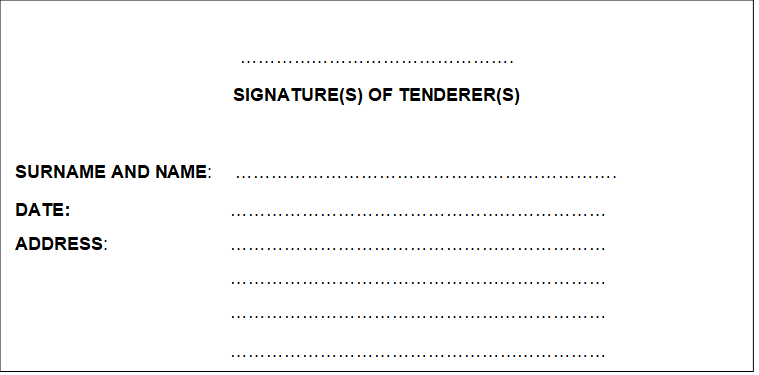 ……………………………………….
SIGNATURE(S) OF TENDERER(S)
SURNAME AND NAME: ……………………………………………………….
DATE: ………………………………………………………
ADDRESS: ………………………………………………………
………………………………………………………
………………………………………………………
………………………………………………………